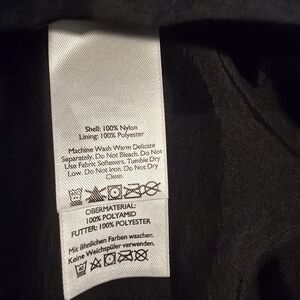 Shell: 100% Nylon
Lining: 100% Polyester
Machine Wash Warm Delicate
Separately. Do Not Bleach. Do Not
Use Fabric Softeners. Tumble Dry
Low. Do Not Iron. Do Not Dry
Clean.
OBERMATERIAL:
100% POLYAMID
FUTTER: 100% POLYESTER
Mit ähnlichen Farben waschen.
Keine Weichspüler verwenden.